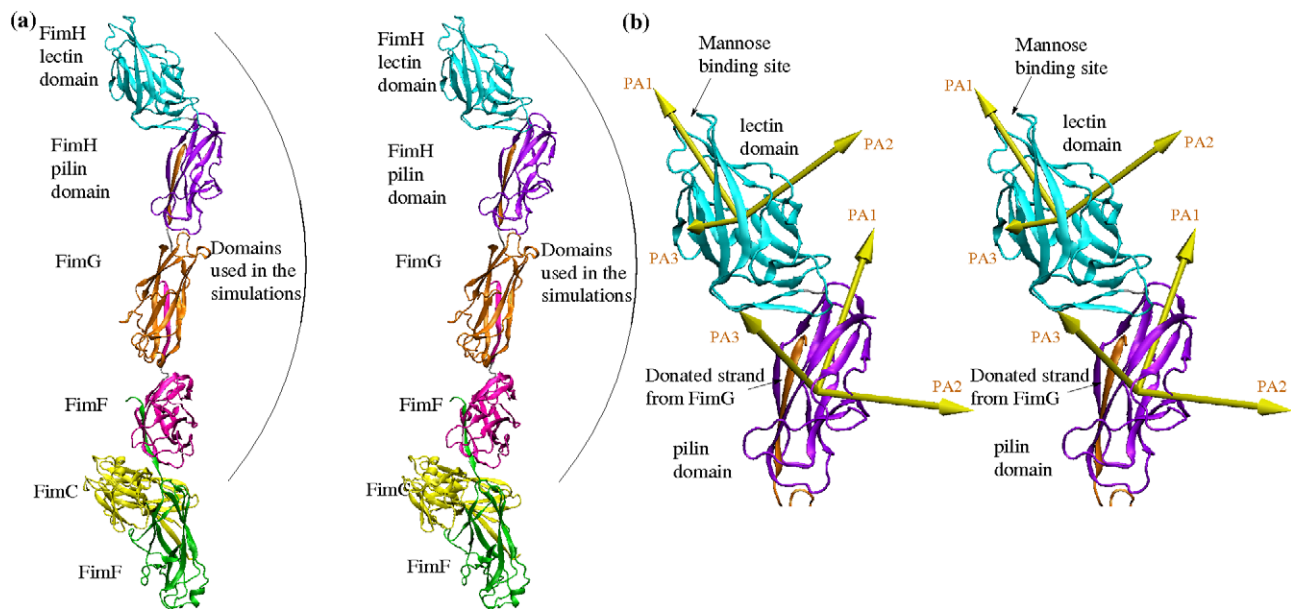 (a)
FimH
lectin
domain
FimH
pilin
domain
FimG
Domains
used in the
simulations
FimF
FimC
FimF
FimH
lectin
domain
FimH
pilin
domain
FimG
Domains
used in the
simulations
FimF
FimC
FimF
(b)
Mannose
binding site
PA1
lectin
domain
PA2
PA1
PA3
PA3
Donated strand
from FimG
PA2
pilin
domain
Mannose
binding site
PA1
lectin
domain
PA2
PA1
PA3
PA3
Donated strand
from FimG
PA2
pilin
domain